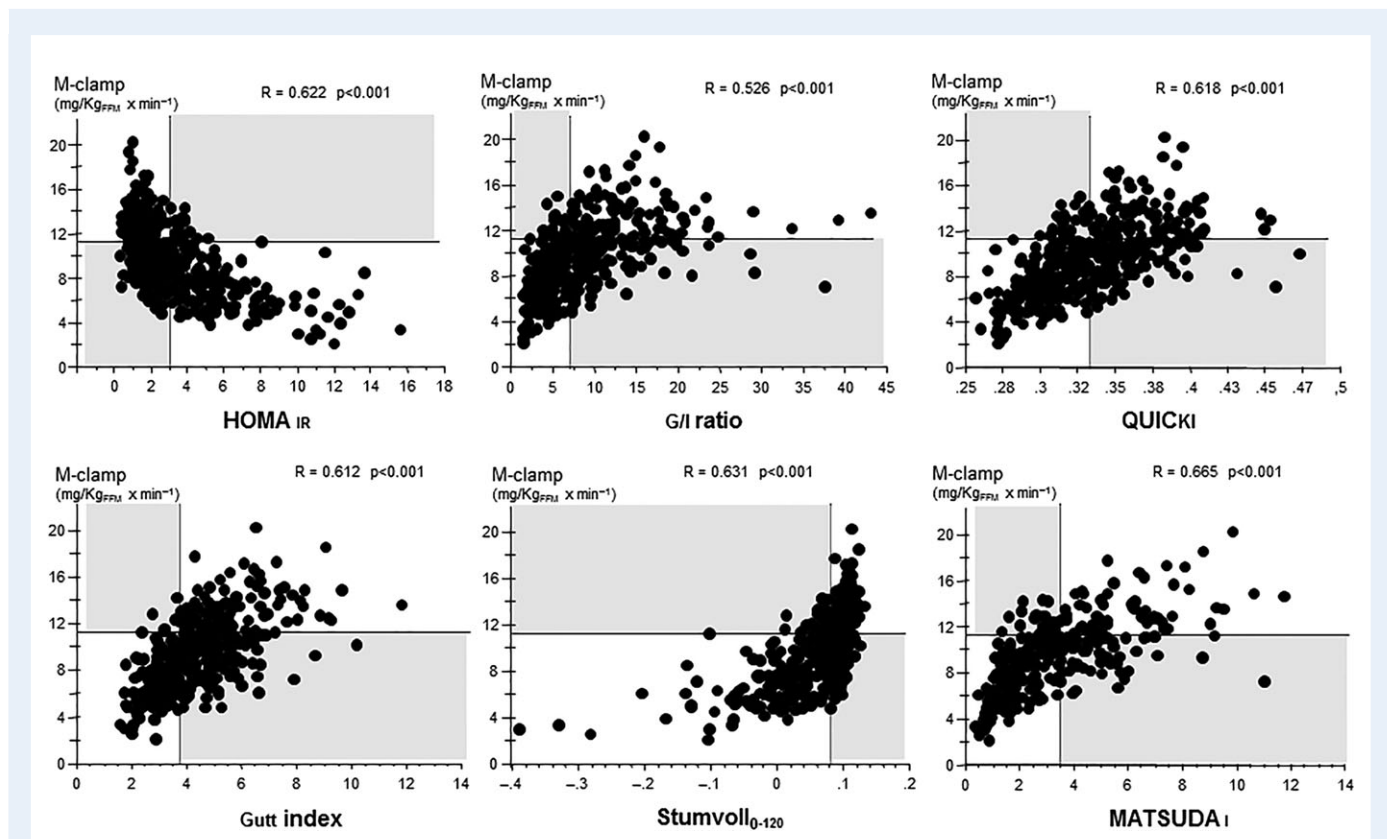 M-clamp
(mg/Kg_FFM x min⁻¹)
R = 0.622 p<0.001
20
16
12
8
4
0
0 2 4 6 8 10 12 14 16 18
HOMA IR
M-clamp
(mg/Kg_FFM x min⁻¹)
R = 0.526 p<0.001
20
16
12
8
4
0
0 5 10 15 20 25 30 35 40 45
G/I ratio
M-clamp
(mg/Kg_FFM x min⁻¹)
R = 0.618 p<0.001
20
16
12
8
4
0
.25 .28 .3 .32 .35 .38 .4 .43 .45 .47 ,5
QUICKI
M-clamp
(mg/Kg_FFM x min⁻¹)
R = 0.612 p<0.001
20
16
12
8
4
0
0 2 4 6 8 10 12 14
Gutt index
M-clamp
(mg/Kg_FFM x min⁻¹)
R = 0.631 p<0.001
20
16
12
8
4
0
−.4 −.3 −.2 −.1 0 .1 .2
Stumvoll₀₋₁₂₀
M-clamp
(mg/Kg_FFM x min⁻¹)
R = 0.665 p<0.001
20
16
12
8
4
0
0 2 4 6 8 10 12 14
MATSUDA I